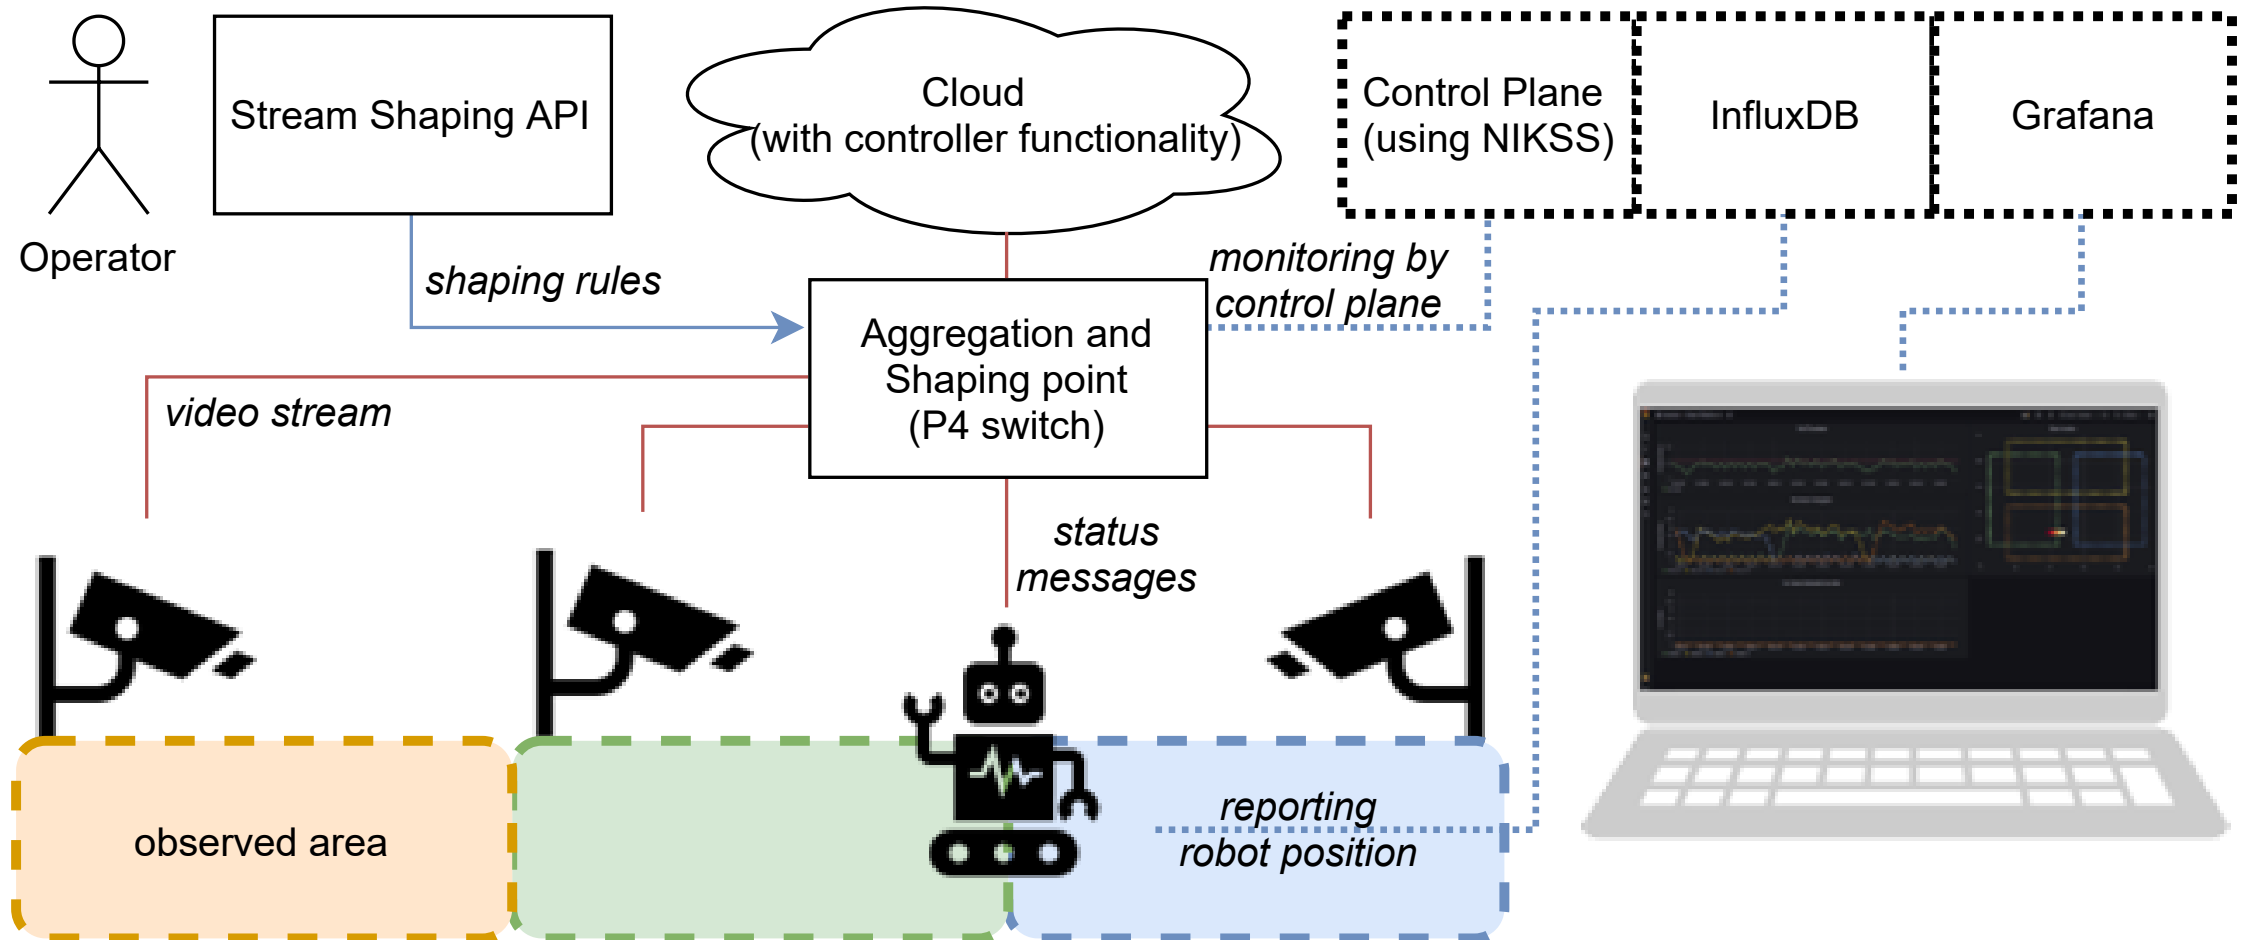 Operator
Stream Shaping API
Cloud
(with controller functionality)
Control Plane
(using NIKSS)
InfluxDB
Grafana
shaping rules
monitoring by
control plane
Aggregation and
Shaping point
(P4 switch)
video stream
status
messages
observed area
reporting
robot position